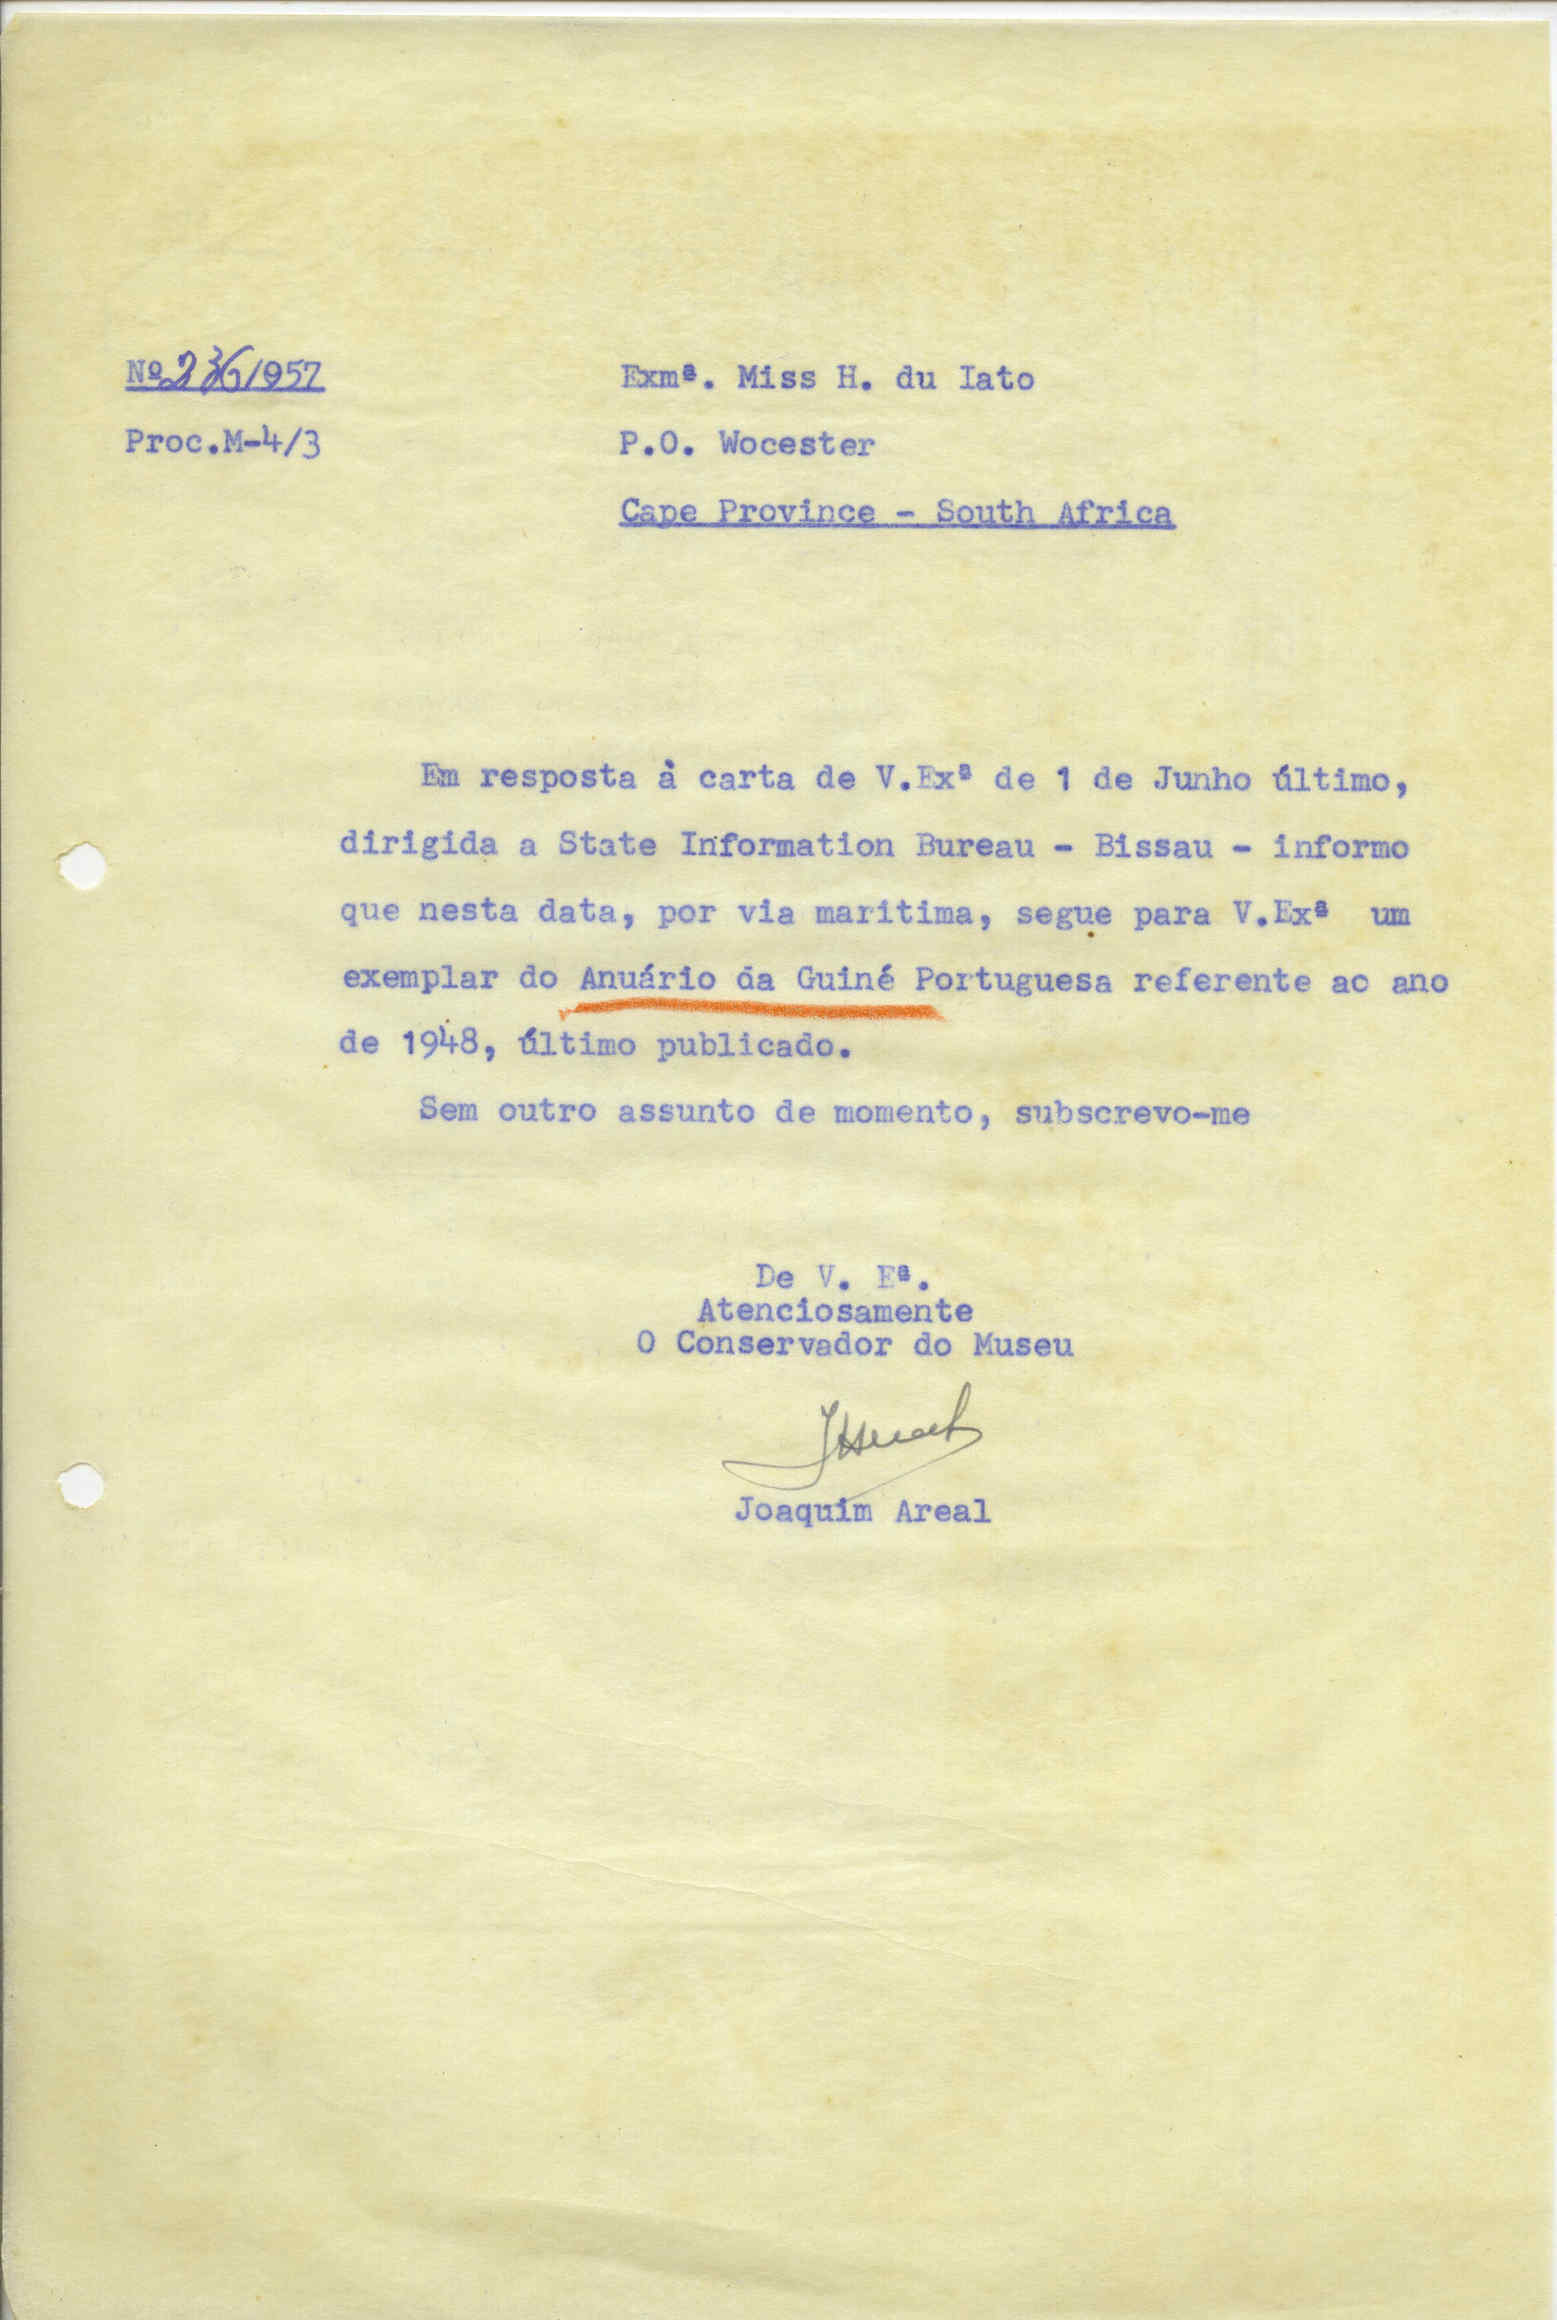 Nº 236/957
Proc.M-4/3
Exmª. Miss H. du Iato
P.O. Wocester
Cape Province - South Africa
Em resposta à carta de V.Exª de 1 de Junho último,
dirigida a State Information Bureau - Bissau - informo
que nesta data, por via maritima, segue para V.Exª um
exemplar do Anuário da Guiné Portuguesa referente ao ano
de 1948, último publicado.
Sem outro assunto de momento, subscrevo-me
De V. Eª.
Atenciosamente
O Conservador do Museu
Joaquim Areal